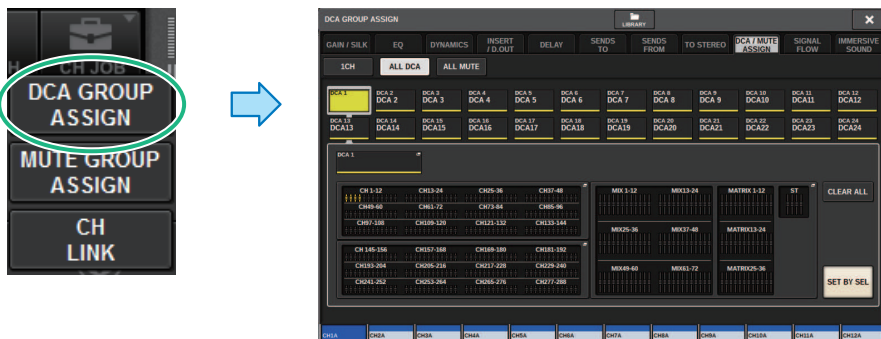 CH JOB
DCA GROUP
ASSIGN
MUTE GROUP
ASSIGN
CH
LINK
DCA GROUP ASSIGN
LIBRARY
GAIN / SILK
EQ
DYNAMICS
INSERT
/ D.OUT
DELAY
SENDS
TO
SENDS
FROM
TO STEREO
DCA / MUTE
ASSIGN
SIGNAL
FLOW
IMMERSIVE
SOUND
1CH
ALL DCA
ALL MUTE
DCA 1
DCA 2
DCA 2
DCA 3
DCA 3
DCA 4
DCA 4
DCA 5
DCA 5
DCA 6
DCA 6
DCA 7
DCA 7
DCA 8
DCA 8
DCA 9
DCA 9
DCA 10
DCA10
DCA 11
DCA11
DCA 12
DCA12
DCA 13
DCA13
DCA 14
DCA14
DCA 15
DCA15
DCA 16
DCA16
DCA 17
DCA17
DCA 18
DCA18
DCA 19
DCA19
DCA 20
DCA20
DCA 21
DCA21
DCA 22
DCA22
DCA 23
DCA23
DCA 24
DCA24
DCA 1
CH 1-12 CH13-24 CH25-36 CH37-48
CH49-60 CH61-72 CH73-84 CH85-96
CH97-108 CH109-120 CH121-132 CH133-144
CH 145-156 CH157-168 CH169-180 CH181-192
CH193-204 CH205-216 CH217-228 CH229-240
CH241-252 CH253-264 CH265-276 CH277-288
MIX 1-12 MIX13-24
MIX25-36 MIX37-48
MIX49-60 MIX61-72
MATRIX 1-12
MATRIX13-24
MATRIX25-36
ST
CLEAR ALL
SET BY SEL
CH1A CH2A CH3A CH4A CH5A CH6A CH7A CH8A CH9A CH10A CH11A CH12A